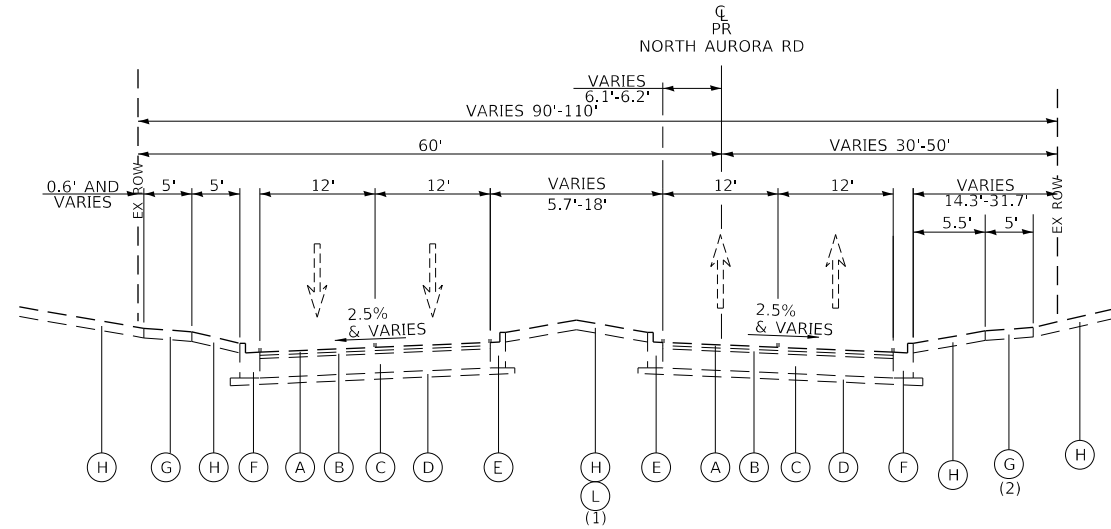 ℄
PR
NORTH AURORA RD
VARIES
6.1'-6.2'
VARIES 90'-110'
60'
VARIES 30'-50'
0.6' AND
VARIES
EX ROW
5'
5'
12'
12'
VARIES
5.7'-18'
12'
12'
VARIES
14.3'-31.7'
5.5'
5'
EX ROW
2.5%
& VARIES
2.5%
& VARIES
H
G
H
F
A
B
C
D
E
H
L
(1)
E
A
B
C
D
F
H
G
(2)
H